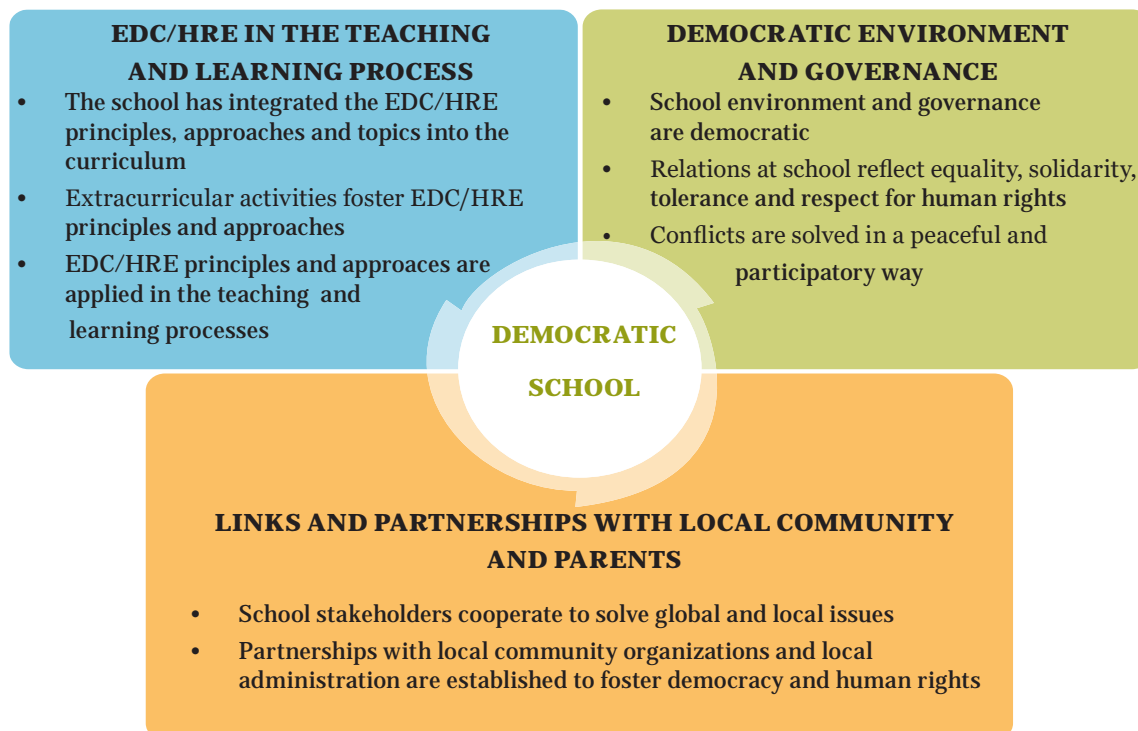 EDC/HRE IN THE TEACHING
AND LEARNING PROCESS
• The school has integrated the EDC/HRE
principles, approaches and topics into the
curriculum
• Extracurricular activities foster EDC/HRE
principles and approaches
• EDC/HRE principles and approaces are
applied in the teaching and
learning processes
DEMOCRATIC ENVIRONMENT
AND GOVERNANCE
• School environment and governance
are democratic
• Relations at school reflect equality, solidarity,
tolerance and respect for human rights
• Conflicts are solved in a peaceful and
participatory way
DEMOCRATIC
SCHOOL
LINKS AND PARTNERSHIPS WITH LOCAL COMMUNITY
AND PARENTS
• School stakeholders cooperate to solve global and local issues
• Partnerships with local community organizations and local
administration are established to foster democracy and human rights